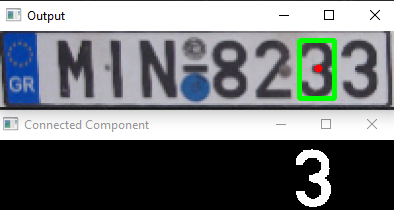 Output
GR MIN 8233
Connected Component
3